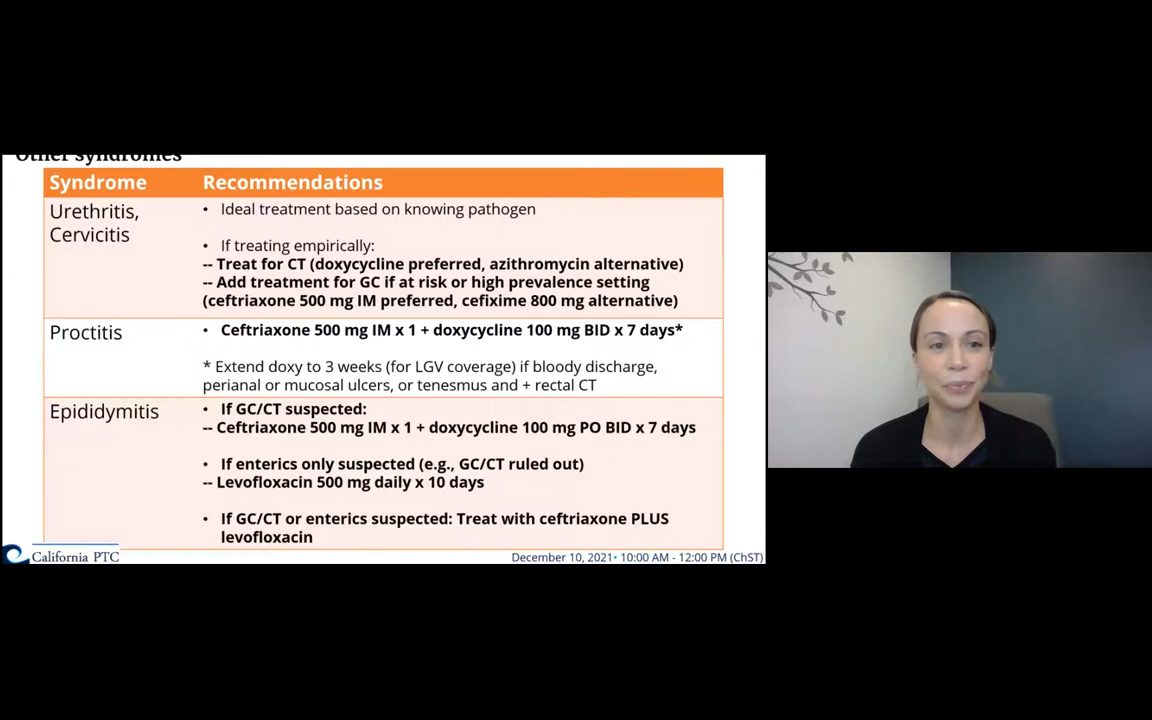 Other syndromes
Syndrome Recommendations
Urethritis,
Cervicitis
• Ideal treatment based on knowing pathogen
• If treating empirically:
-- Treat for CT (doxycycline preferred, azithromycin alternative)
-- Add treatment for GC if at risk or high prevalence setting
(ceftriaxone 500 mg IM preferred, cefixime 800 mg alternative)
Proctitis
• Ceftriaxone 500 mg IM x 1 + doxycycline 100 mg BID x 7 days*
* Extend doxy to 3 weeks (for LGV coverage) if bloody discharge,
perianal or mucosal ulcers, or tenesmus and + rectal CT
Epididymitis
• If GC/CT suspected:
-- Ceftriaxone 500 mg IM x 1 + doxycycline 100 mg PO BID x 7 days
• If enterics only suspected (e.g., GC/CT ruled out)
-- Levofloxacin 500 mg daily x 10 days
• If GC/CT or enterics suspected: Treat with ceftriaxone PLUS
levofloxacin
California PTC
December 10, 2021• 10:00 AM - 12:00 PM (ChST)